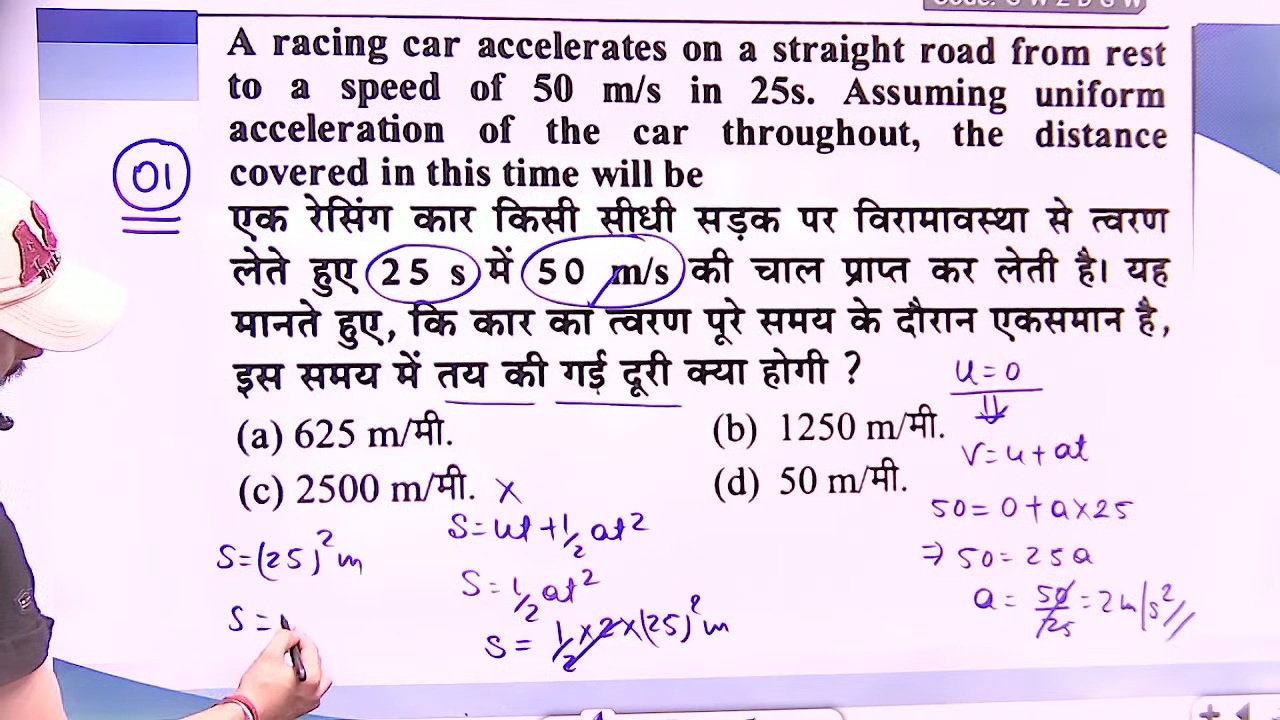 A racing car accelerates on a straight road from rest
to a speed of 50 m/s in 25s. Assuming uniform
acceleration of the car throughout, the distance
covered in this time will be
01
एक रेसिंग कार किसी सीधी सड़क पर विरामावस्था से त्वरण
लेते हुए 25 s में 50 m/s की चाल प्राप्त कर लेती है। यह
मानते हुए, कि कार का त्वरण पूरे समय के दौरान एकसमान है,
इस समय में तय की गई दूरी क्या होगी ?
(a) 625 m/मी.
(b) 1250 m/मी.
(c) 2500 m/मी. x
(d) 50 m/मी.
u=0
⇓
v=u+at
50=0+a×25
⇒50=25a
a= 50/25 =2m/s²//
S=ut+1/2 at²
S=1/2 at²
S= 1/2×2×(25)²m
S=(25)²m
S=